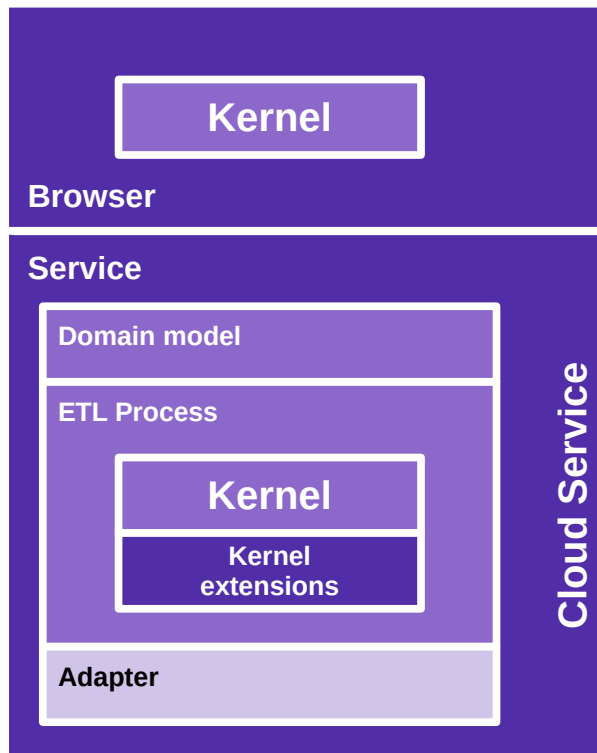 Kernel
Browser
Service
Domain model
ETL Process
Kernel
Kernel
extensions
Adapter
Cloud Service